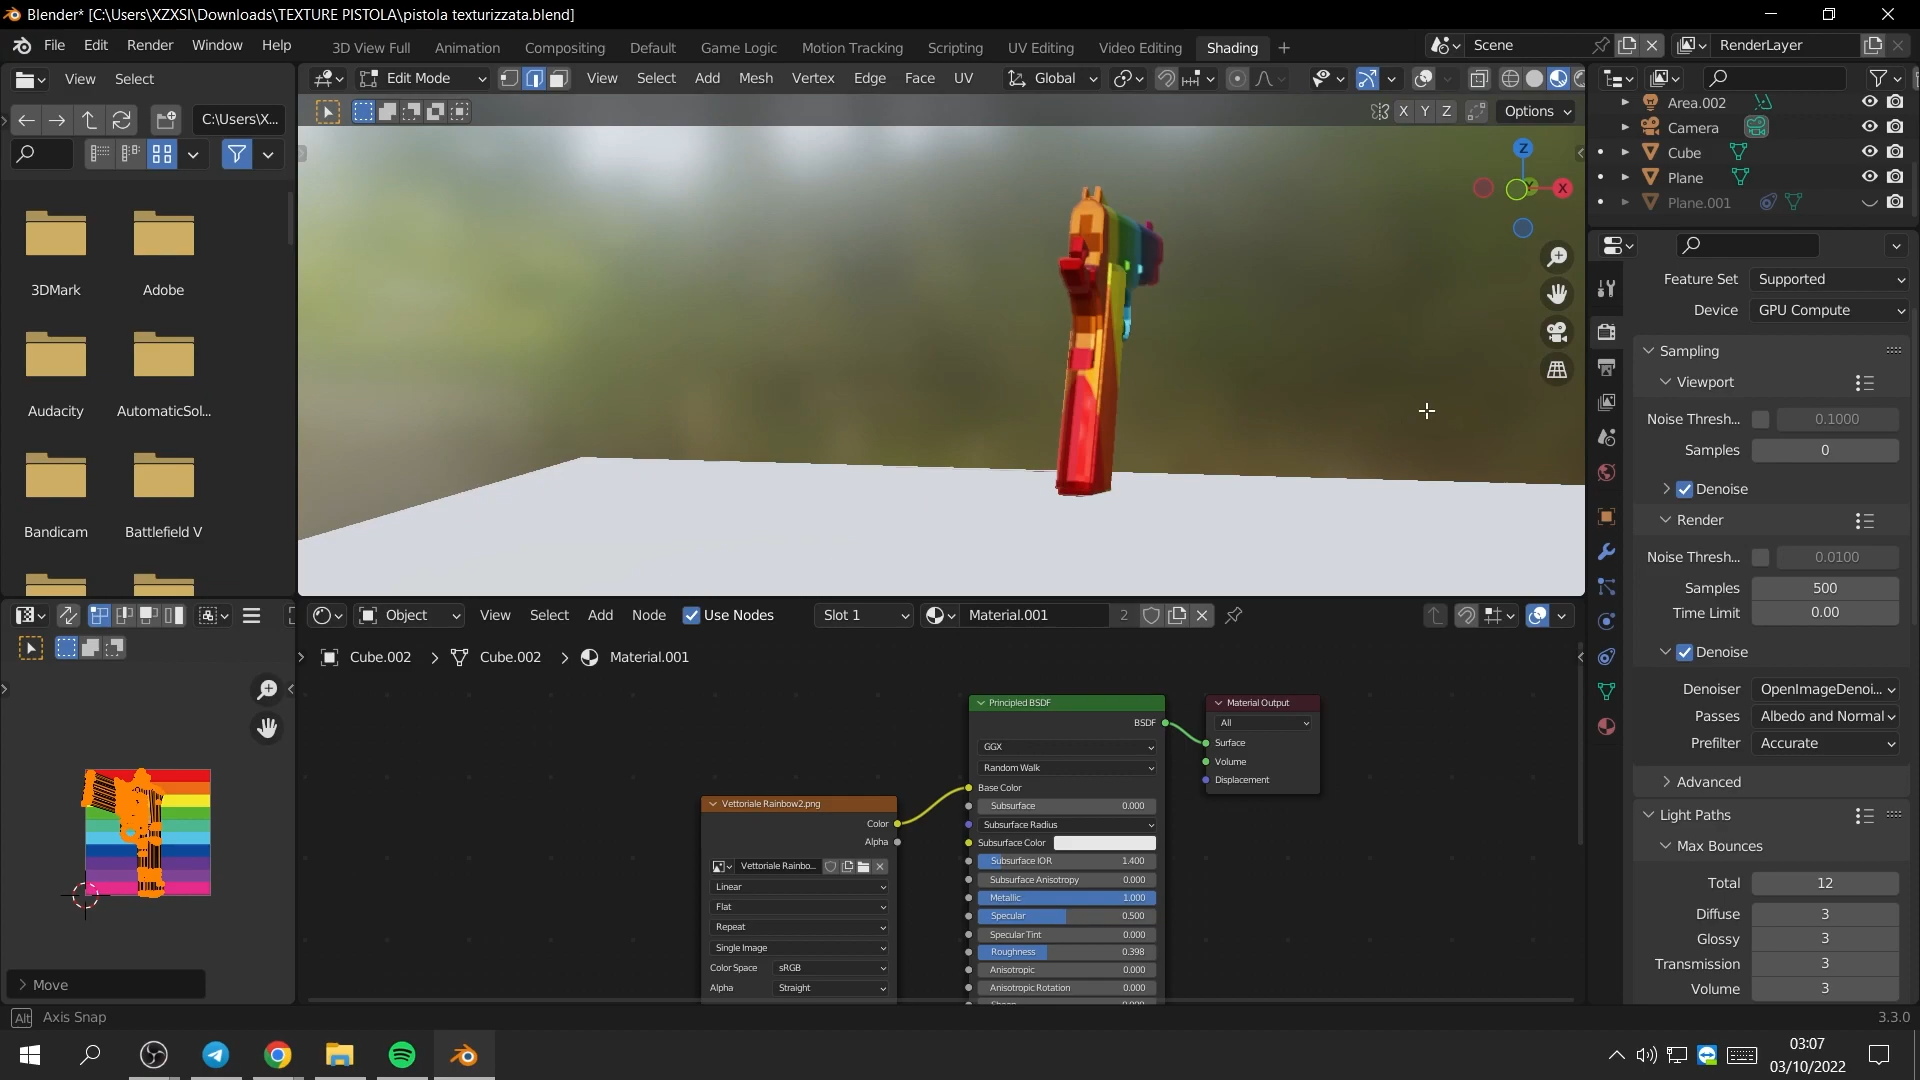 Blender* [C:\Users\XZXSI\Downloads\TEXTURE PISTOLA\pistola texturizzata.blend]
File Edit Render Window Help 3D View Full Animation Compositing Default Game Logic Motion Tracking Scripting UV Editing Video Editing Shading Scene RenderLayer
View Select Edit Mode View Select Add Mesh Vertex Edge Face UV Global
C:\Users\X... X Y Z Options
Area.002
Camera
Cube
Plane
Plane.001
Z
X
3DMark Adobe
Audacity AutomaticSol...
Bandicam Battlefield V
Feature Set Supported
Device GPU Compute
Sampling
Viewport
Noise Thresh... 0.1000
Samples 0
Denoise
Render
Noise Thresh... 0.0100
Samples 500
Time Limit 0.00
Denoise
Denoiser OpenImageDenoi...
Passes Albedo and Normal
Prefilter Accurate
Advanced
Light Paths
Max Bounces
Total 12
Diffuse 3
Glossy 3
Transmission 3
Volume 3
Object View Select Add Node Use Nodes Slot 1 Material.001 2
Cube.002 Cube.002 Material.001
Principled BSDF
BSDF
GGX
Random Walk
Base Color
Subsurface 0.000
Subsurface Radius
Subsurface Color
Subsurface IOR 1.400
Subsurface Anisotropy 0.000
Metallic 1.000
Specular 0.500
Specular Tint 0.000
Roughness 0.398
Anisotropic 0.000
Anisotropic Rotation 0.000
Material Output
All
Surface
Volume
Displacement
Vettoriale Rainbow2.png
Color
Alpha
Vettoriale Rainbo...
Linear
Flat
Repeat
Single Image
Color Space sRGB
Alpha Straight
Move
Alt Axis Snap
3.3.0
03:07
03/10/2022